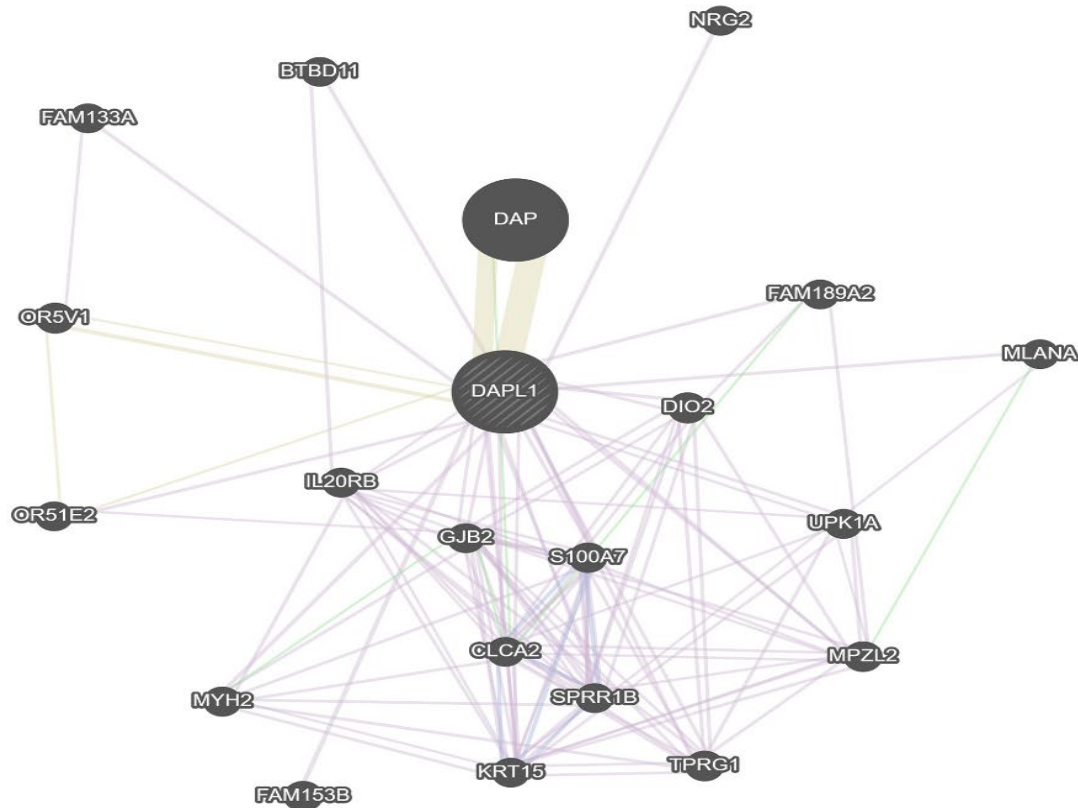 NRG2
BTBD11
FAM133A
DAP
FAM189A2
OR5V1
MLANA
DAPL1
DIO2
IL20RB
OR51E2
UPK1A
GJB2
S100A7
CLCA2
MPZL2
MYH2
SPRR1B
TPRG1
KRT15
FAM153B